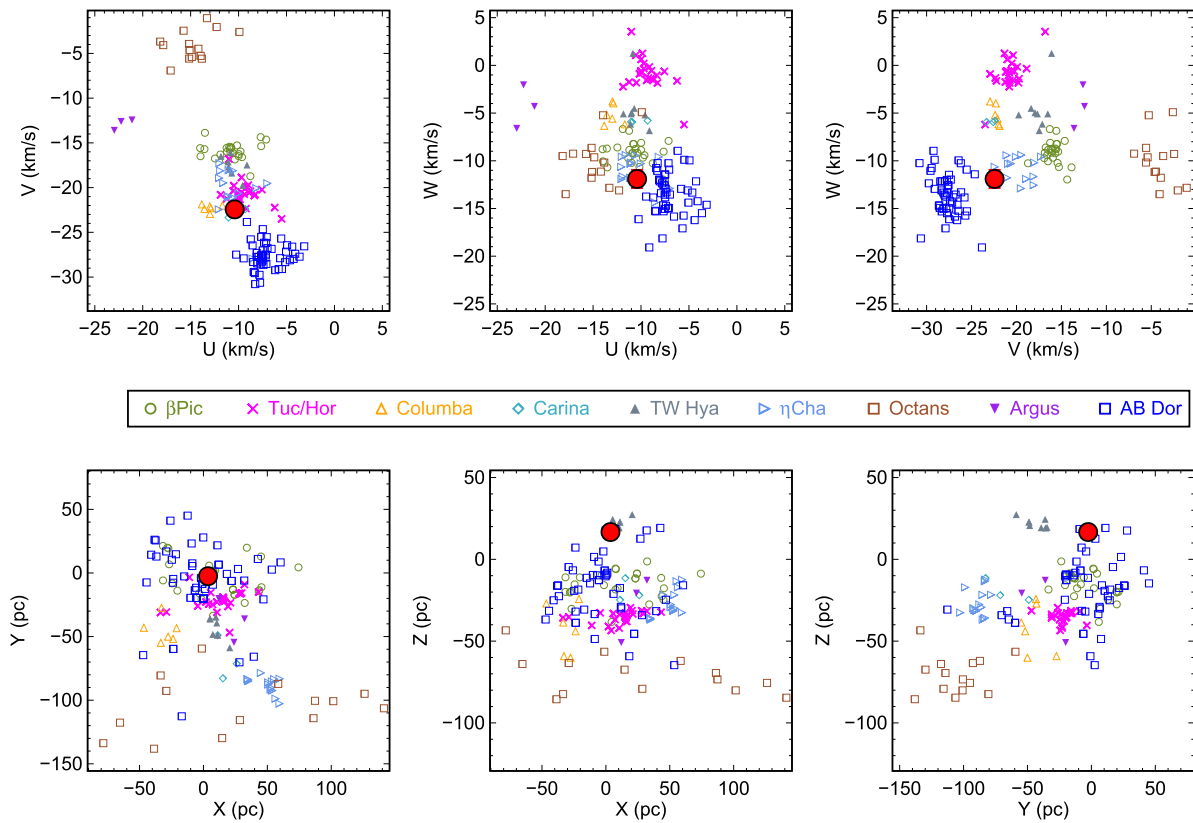 0
−5
−10
−15
−20
−25
−30
V (km/s)
−25 −20 −15 −10 −5 0 5
U (km/s)
5
0
−5
−10
−15
−20
−25
W (km/s)
−25 −20 −15 −10 −5 0 5
U (km/s)
5
0
−5
−10
−15
−20
−25
W (km/s)
−30 −25 −20 −15 −10 −5
V (km/s)
βPic Tuc/Hor Columba Carina TW Hya ηCha Octans Argus AB Dor
50
0
−50
−100
−150
Y (pc)
−50 0 50 100
X (pc)
50
0
−50
−100
Z (pc)
−50 0 50 100
X (pc)
50
0
−50
−100
Z (pc)
−150 −100 −50 0 50
Y (pc)